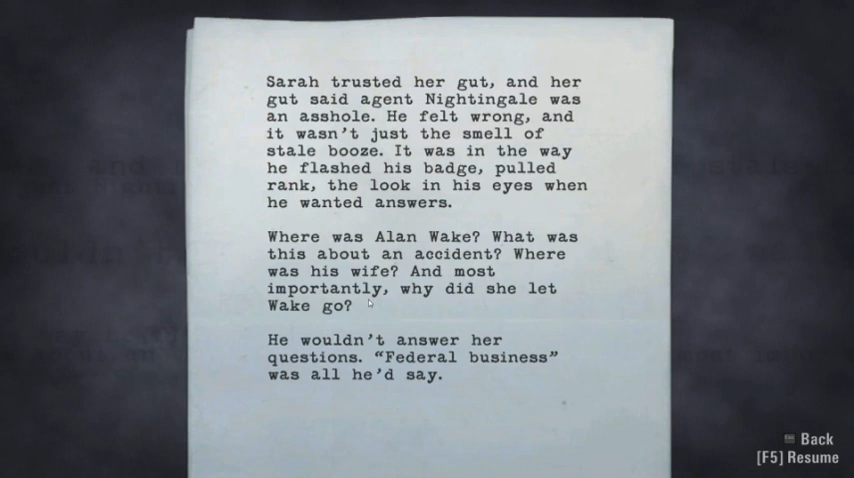 Sarah trusted her gut, and her
gut said agent Nightingale was
an asshole. He felt wrong, and
it wasn't just the smell of
stale booze. It was in the way
he flashed his badge, pulled
rank, the look in his eyes when
he wanted answers.
Where was Alan Wake? What was
this about an accident? Where
was his wife? And most
importantly, why did she let
Wake go?
He wouldn't answer her
questions. “Federal business”
was all he'd say.
Back
[F5] Resume